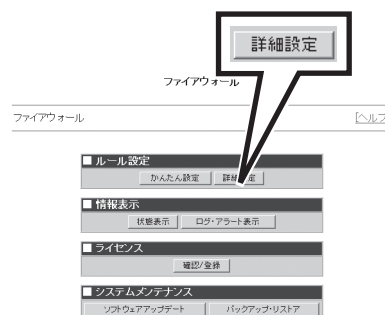 詳細設定
ファイアウォール
ファイアウォール [ヘルプ
■ ルール設定
かんたん設定 詳細設定
■ 情報表示
状態表示 ログ・アラート表示
■ ライセンス
確認/登録
■ システムメンテナンス
ソフトウェアアップデート バックアップ・リストア